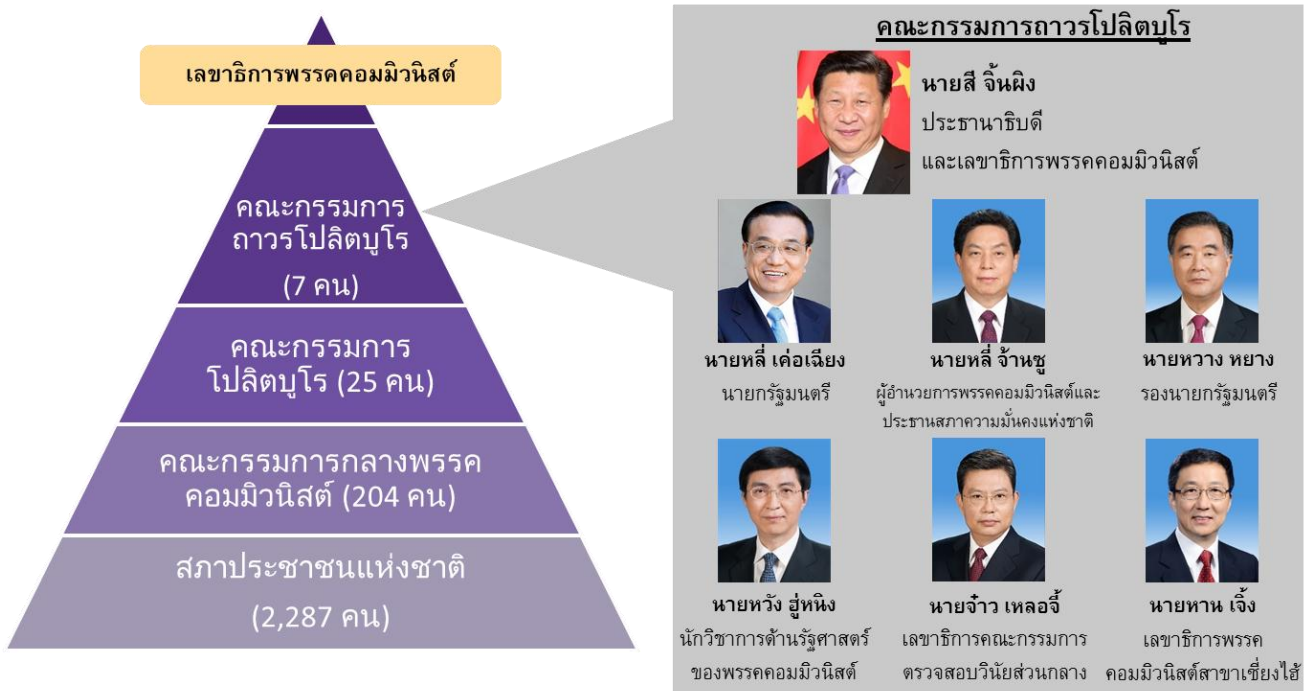 เลขาธิการพรรคคอมมิวนิสต์
คณะกรรมการ
ถาวรโปลิตบูโร
(7 คน)
คณะกรรมการ
โปลิตบูโร (25 คน)
คณะกรรมการกลางพรรค
คอมมิวนิสต์ (204 คน)
สภาประชาชนแห่งชาติ
(2,287 คน)
คณะกรรมการถาวรโปลิตบูโร
นายสี จิ้นผิง
ประธานาธิบดี
และเลขาธิการพรรคคอมมิวนิสต์
นายหลี่ เค่อเฉียง
นายกรัฐมนตรี
นายหลี่ จ้านซู
ผู้อำนวยการพรรคคอมมิวนิสต์และ
ประธานสภาความมั่นคงแห่งชาติ
นายหวาง หยาง
รองนายกรัฐมนตรี
นายหวัง ฮู่หนิง
นักวิชาการด้านรัฐศาสตร์
ของพรรคคอมมิวนิสต์
นายจ๋าว เหลอจี้
เลขาธิการคณะกรรมการ
ตรวจสอบวินัยส่วนกลาง
นายหาน เจิ้ง
เลขาธิการพรรค
คอมมิวนิสต์สาขาเซี่ยงไฮ้